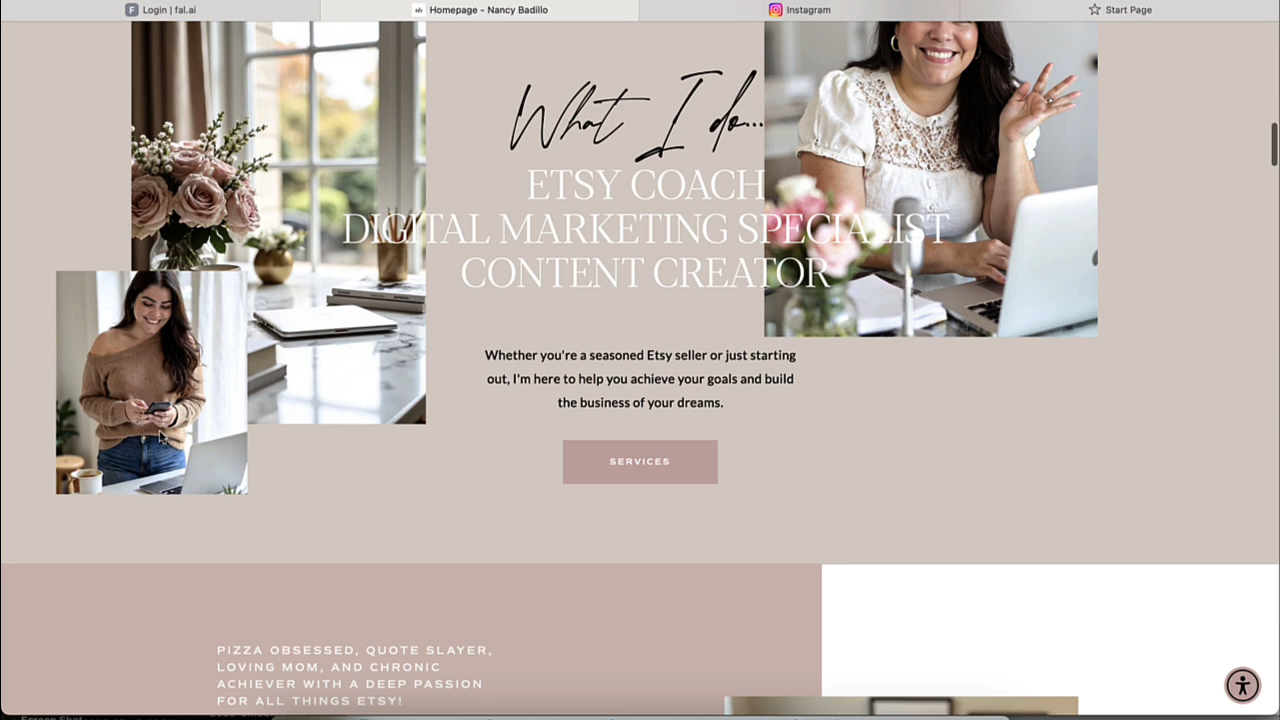 Login | fal.ai
Homepage - Nancy Badillo
Instagram
Start Page
What I do...
ETSY COACH
DIGITAL MARKETING SPECIALIST
CONTENT CREATOR
Whether you're a seasoned Etsy seller or just starting
out, I'm here to help you achieve your goals and build
the business of your dreams.
SERVICES
PIZZA OBSESSED, QUOTE SLAYER,
LOVING MOM, AND CHRONIC
ACHIEVER WITH A DEEP PASSION
FOR ALL THINGS ETSY!